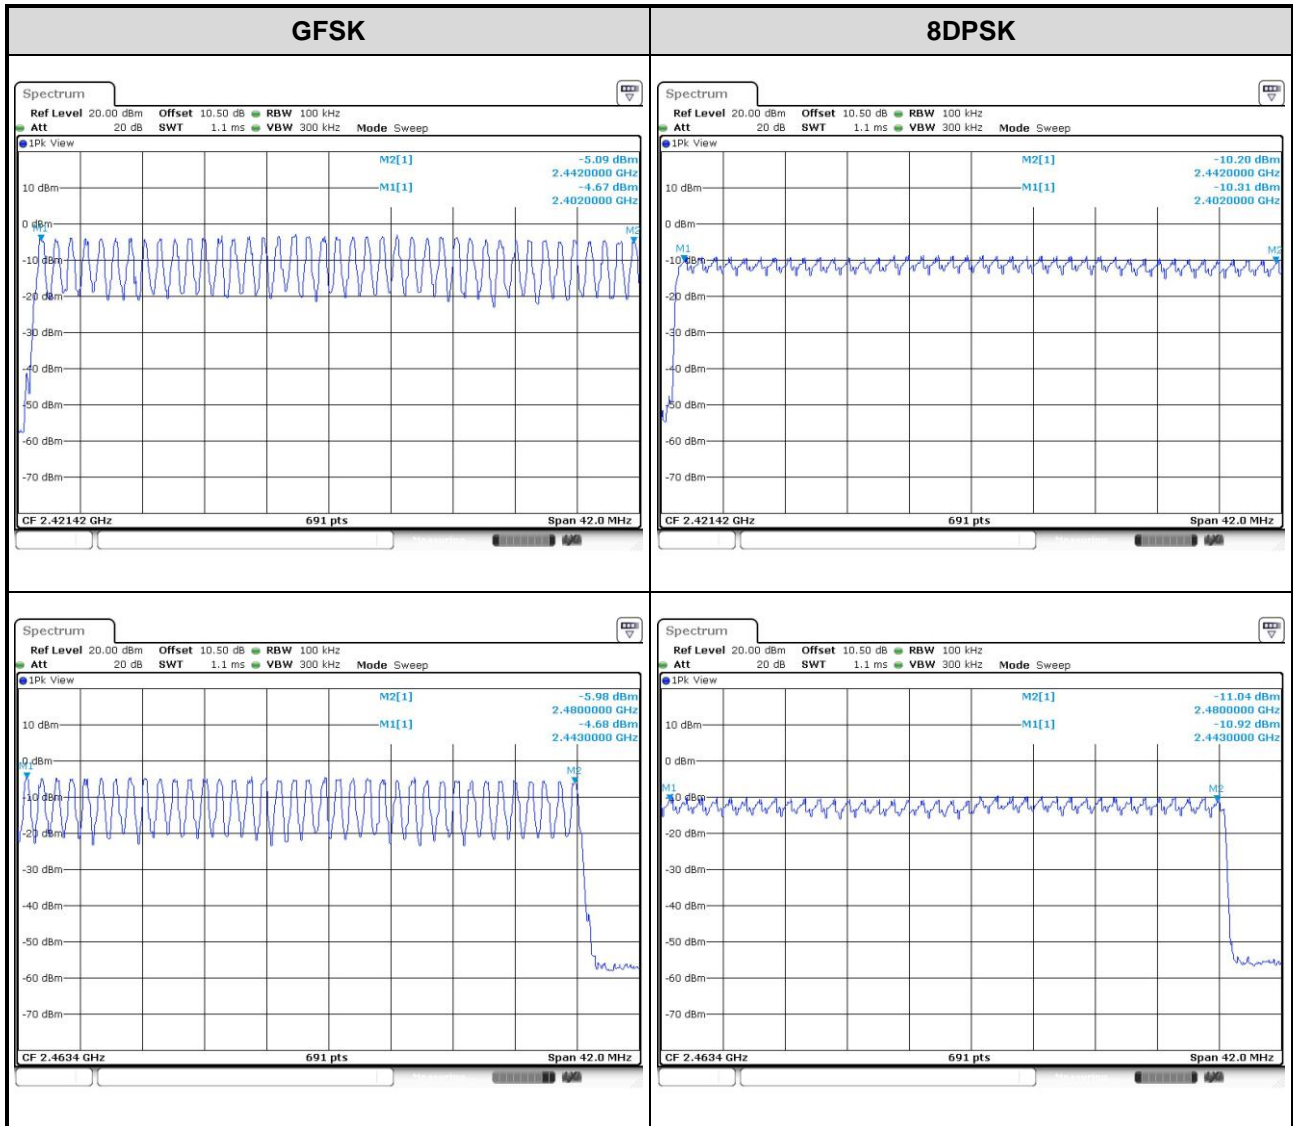 GFSK
8DPSK
Spectrum
Ref Level 20.00 dBm Offset 10.50 dB RBW 100 kHz
Att 20 dB SWT 1.1 ms VBW 300 kHz Mode Sweep
1Pk View
M2[1] -5.09 dBm
2.4420000 GHz
10 dBm M1[1] -4.67 dBm
2.4020000 GHz
0 dBm
M1 M2
-10 dBm
-20 dBm
-30 dBm
-40 dBm
-50 dBm
-60 dBm
-70 dBm
CF 2.42142 GHz 691 pts Span 42.0 MHz
Spectrum
Ref Level 20.00 dBm Offset 10.50 dB RBW 100 kHz
Att 20 dB SWT 1.1 ms VBW 300 kHz Mode Sweep
1Pk View
M2[1] -10.20 dBm
2.4420000 GHz
10 dBm M1[1] -10.31 dBm
2.4020000 GHz
0 dBm
M1 M2
-10 dBm
-20 dBm
-30 dBm
-40 dBm
-50 dBm
-60 dBm
-70 dBm
CF 2.42142 GHz 691 pts Span 42.0 MHz
Spectrum
Ref Level 20.00 dBm Offset 10.50 dB RBW 100 kHz
Att 20 dB SWT 1.1 ms VBW 300 kHz Mode Sweep
1Pk View
M2[1] -5.98 dBm
2.4800000 GHz
10 dBm M1[1] -4.68 dBm
2.4430000 GHz
0 dBm
M1 M2
-10 dBm
-20 dBm
-30 dBm
-40 dBm
-50 dBm
-60 dBm
-70 dBm
CF 2.4634 GHz 691 pts Span 42.0 MHz
Spectrum
Ref Level 20.00 dBm Offset 10.50 dB RBW 100 kHz
Att 20 dB SWT 1.1 ms VBW 300 kHz Mode Sweep
1Pk View
M2[1] -11.04 dBm
2.4800000 GHz
10 dBm M1[1] -10.92 dBm
2.4430000 GHz
0 dBm
M1 M2
-10 dBm
-20 dBm
-30 dBm
-40 dBm
-50 dBm
-60 dBm
-70 dBm
CF 2.4634 GHz 691 pts Span 42.0 MHz